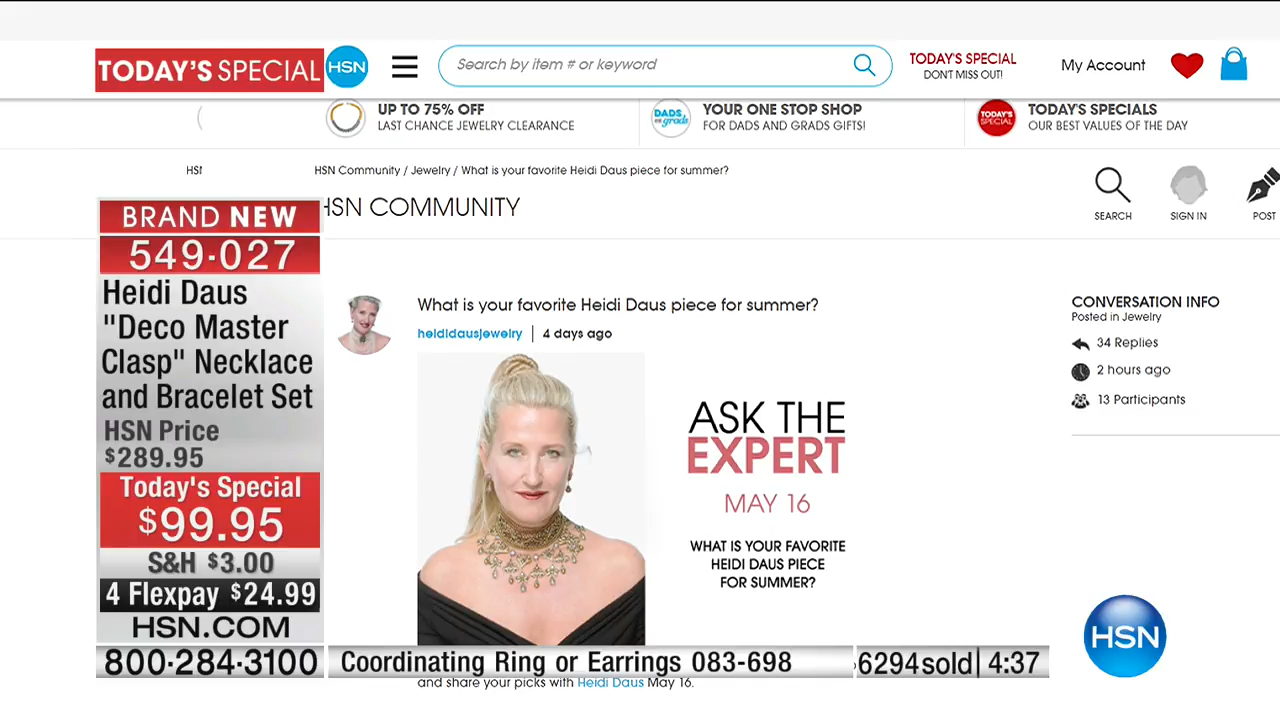 TODAY'S SPECIAL HSN
Search by item # or keyword
TODAY'S SPECIAL
DON'T MISS OUT!
My Account
UP TO 75% OFF
LAST CHANCE JEWELRY CLEARANCE
DADS and grads
YOUR ONE STOP SHOP
FOR DADS AND GRADS GIFTS!
TODAY'S SPECIAL
TODAY'S SPECIALS
OUR BEST VALUES OF THE DAY
HSN Community / Jewelry / What is your favorite Heidi Daus piece for summer?
HSN COMMUNITY
SEARCH
SIGN IN
POST
BRAND NEW
549·027
Heidi Daus
"Deco Master
Clasp" Necklace
and Bracelet Set
HSN Price
$289.95
Today's Special
$99.95
S&H $3.00
4 Flexpay $24.99
HSN.COM
800·284·3100
What is your favorite Heidi Daus piece for summer?
heididausjewelry | 4 days ago
ASK THE
EXPERT
MAY 16
WHAT IS YOUR FAVORITE
HEIDI DAUS PIECE
FOR SUMMER?
CONVERSATION INFO
Posted in Jewelry
34 Replies
2 hours ago
13 Participants
HSN
Coordinating Ring or Earrings 083-698
6294 sold | 4:37
and share your picks with Heidi Daus May 16.